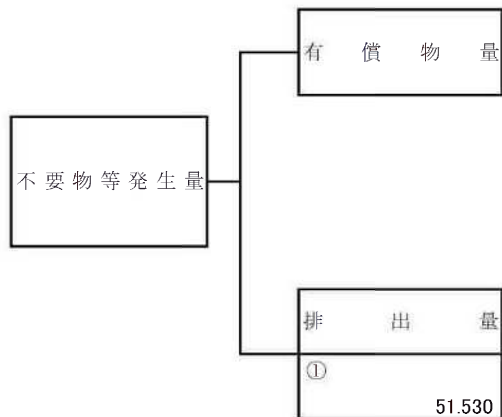 有償物量
不要物等発生量
排出量
①
51.530